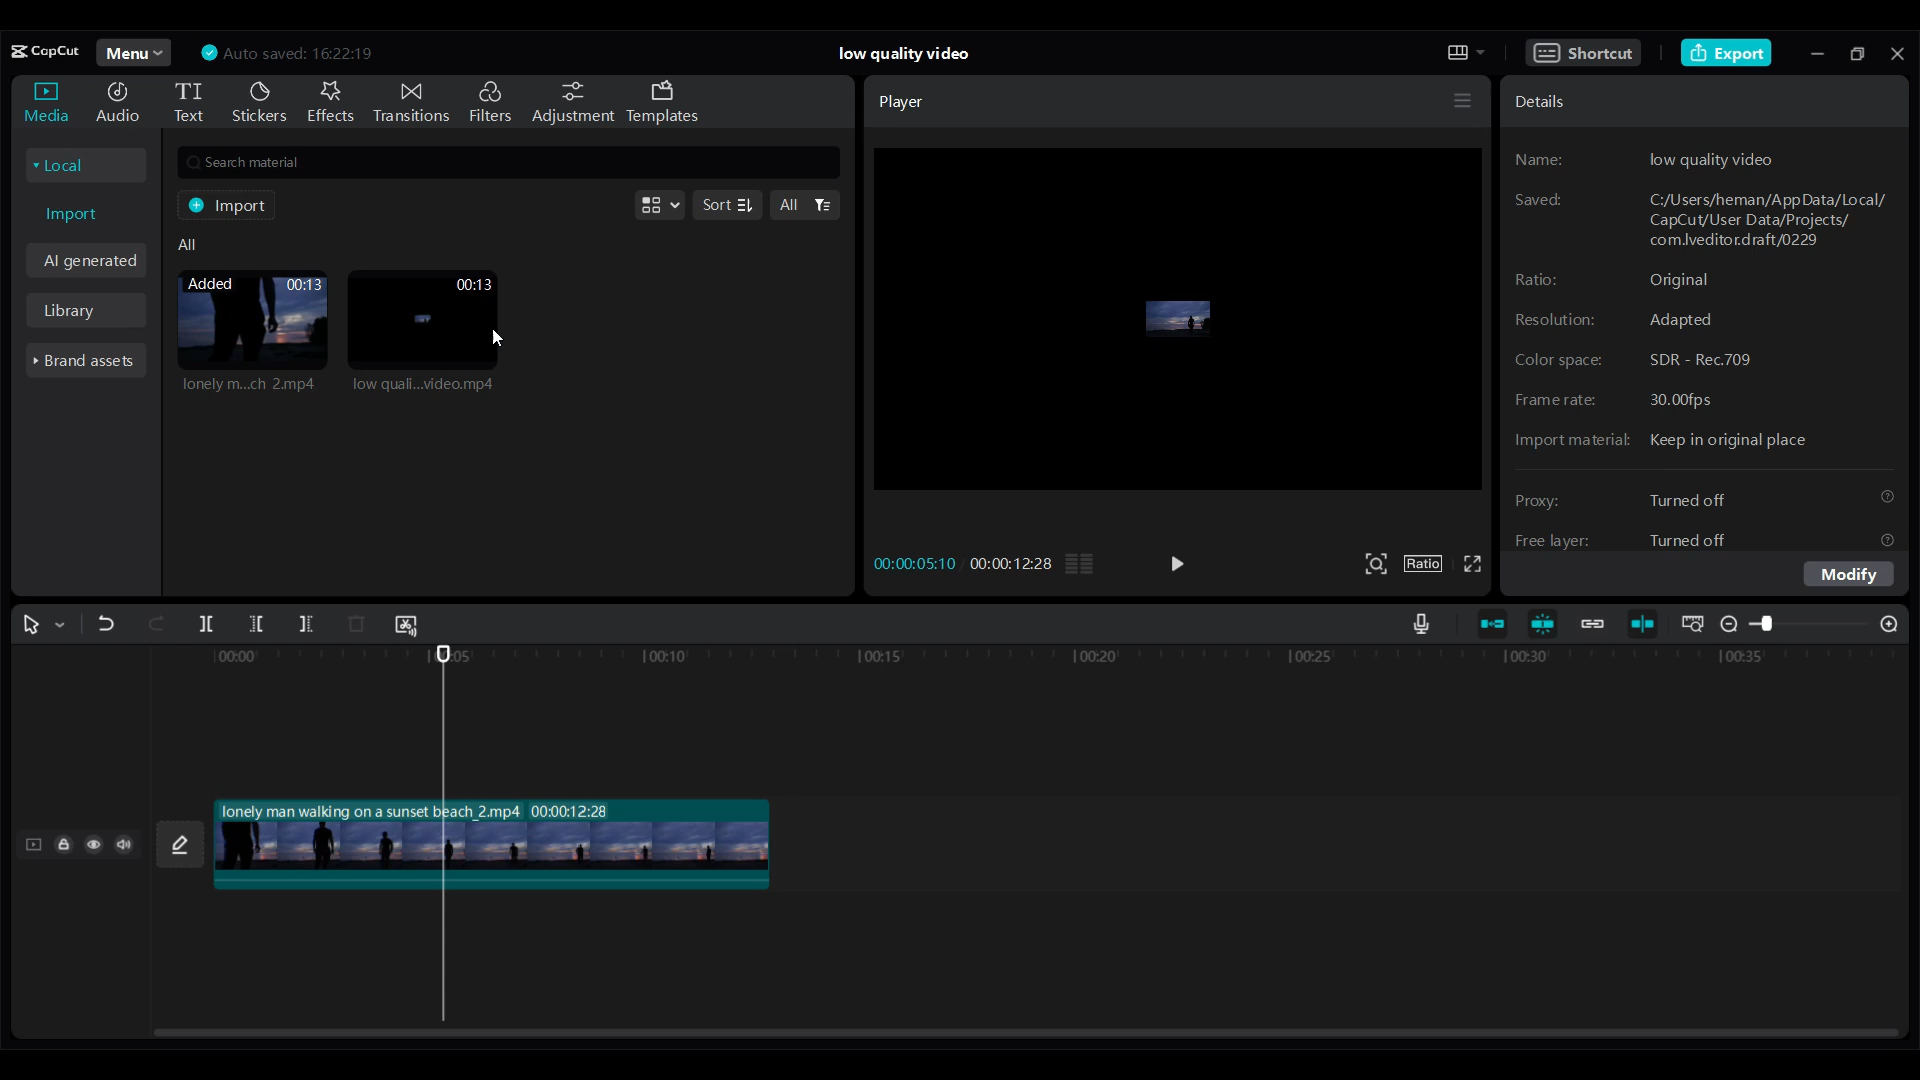 CapCut Menu Auto saved: 16:22:19 low quality video Shortcut Export
Media Audio TI Text Stickers Effects Transitions Filters Adjustment Templates
Local
Import
AI generated
Library
Brand assets
Search material
Import Sort All
All
Added 00:13 00:13
lonely m...ch 2.mp4 low quali...video.mp4
Player
00:00:05:10 00:00:12:28 Ratio
Details
Name: low quality video
Saved: C:/Users/heman/AppData/Local/
CapCut/User Data/Projects/
com.lveditor.draft/0229
Ratio: Original
Resolution: Adapted
Color space: SDR - Rec.709
Frame rate: 30.00fps
Import material: Keep in original place
Proxy: Turned off
Free layer: Turned off
Modify
00:00 00:05 00:10 00:15 00:20 00:25 00:30 00:35
lonely man walking on a sunset beach_2.mp4 00:00:12:28